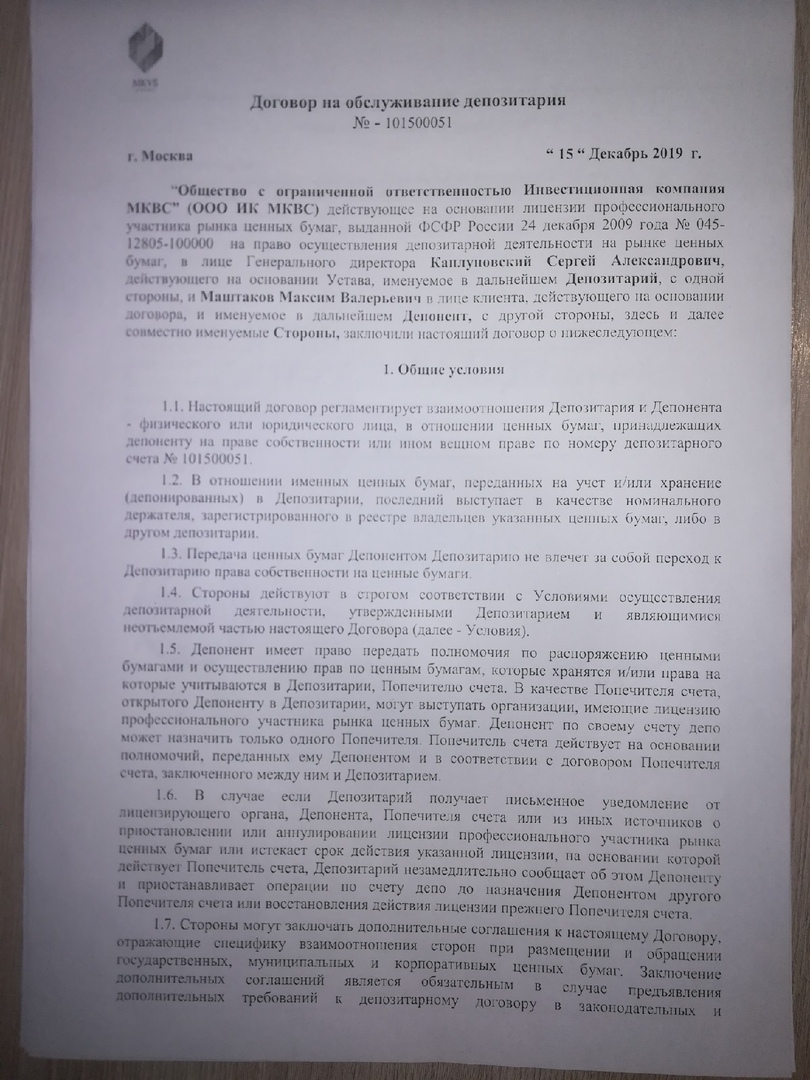 MKVS
Договор на обслуживание депозитария
№ - 101500051
г. Москва “ 15 “ Декабрь 2019 г.
"Общество с ограниченной ответственностью Инвестиционная компания
МКВС" (ООО ИК МКВС) действующее на основании лицензии профессионального
участника рынка ценных бумаг, выданной ФСФР России 24 декабря 2009 года № 045-
12805-100000 на право осуществления депозитарной деятельности на рынке ценных
бумаг, в лице Генерального директора Каплуновский Сергей Александрович,
действующего на основании Устава, именуемое в дальнейшем Депозитарий, с одной
стороны, и Маштаков Максим Валерьевич в лице клиента, действующего на основании
договора, и именуемое в дальнейшем Депонент, с другой стороны, здесь и далее
совместно именуемые Стороны, заключили настоящий договор о нижеследующем:
1. Общие условия
1.1. Настоящий договор регламентирует взаимоотношения Депозитария и Депонента
- физического или юридического лица, в отношении ценных бумаг, принадлежащих
депоненту на праве собственности или ином вещном праве по номеру депозитарного
счета № 101500051.
1.2. В отношении именных ценных бумаг, переданных на учет и/или хранение
(депонированных) в Депозитарии, последний выступает в качестве номинального
держателя, зарегистрированного в реестре владельцев указанных ценных бумаг, либо в
другом депозитарии.
1.3. Передача ценных бумаг Депонентом Депозитарию не влечет за собой переход к
Депозитарию права собственности на ценные бумаги.
1.4. Стороны действуют в строгом соответствии с Условиями осуществления
депозитарной деятельности, утвержденными Депозитарием и являющимися
неотъемлемой частью настоящего Договора (далее - Условия).
1.5. Депонент имеет право передать полномочия по распоряжению ценными
бумагами и осуществлению прав по ценным бумагам, которые хранятся и/или права на
которые учитываются в Депозитарии, Попечителю счета. В качестве Попечителя счета,
открытого Депоненту в Депозитарии, могут выступать организации, имеющие лицензию
профессионального участника рынка ценных бумаг. Депонент по своему счету депо
может назначить только одного Попечителя. Попечитель счета действует на основании
полномочий, переданных ему Депонентом и в соответствии с договором Попечителя
счета, заключенного между ним и Депозитарием.
1.6. В случае если Депозитарий получает письменное уведомление от
лицензирующего органа, Депонента, Попечителя счета или из иных источников о
приостановлении или аннулировании лицензии профессионального участника рынка
ценных бумаг или истекает срок действия указанной лицензии, на основании которой
действует Попечитель счета, Депозитарий незамедлительно сообщает об этом Депоненту
и приостанавливает операции по счету депо до назначения Депонентом другого
Попечителя счета или восстановления действия лицензии прежнего Попечителя счета.
1.7. Стороны могут заключать дополнительные соглашения к настоящему Договору,
отражающие специфику взаимоотношения сторон при размещении и обращении
государственных, муниципальных и корпоративных ценных бумаг. Заключение
дополнительных соглашений является обязательным в случае предъявления
дополнительных требований к депозитарному договору в законодательных и